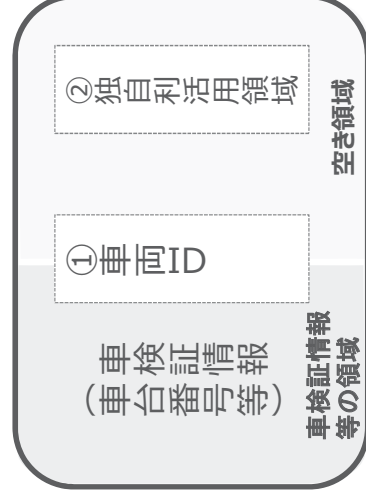 車検証情報
（車台番号等）
車検証情報
等の領域
①車両ID
②独自利活用領域
空き領域